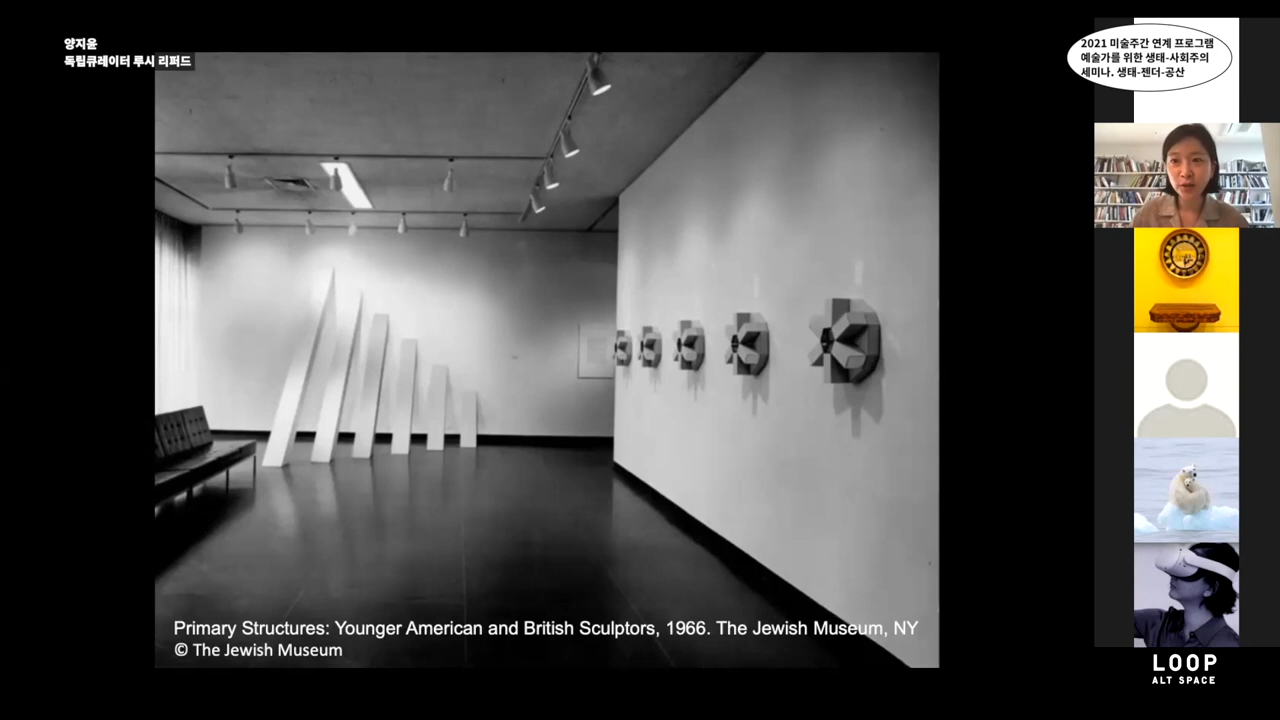 양지윤
독립큐레이터 루시 리퍼드
2021 미술주간 연계 프로그램
예술가를 위한 생태-사회주의
세미나. 생태-젠더-공산
Primary Structures: Younger American and British Sculptors, 1966. The Jewish Museum, NY
© The Jewish Museum
LOOP
ALT SPACE